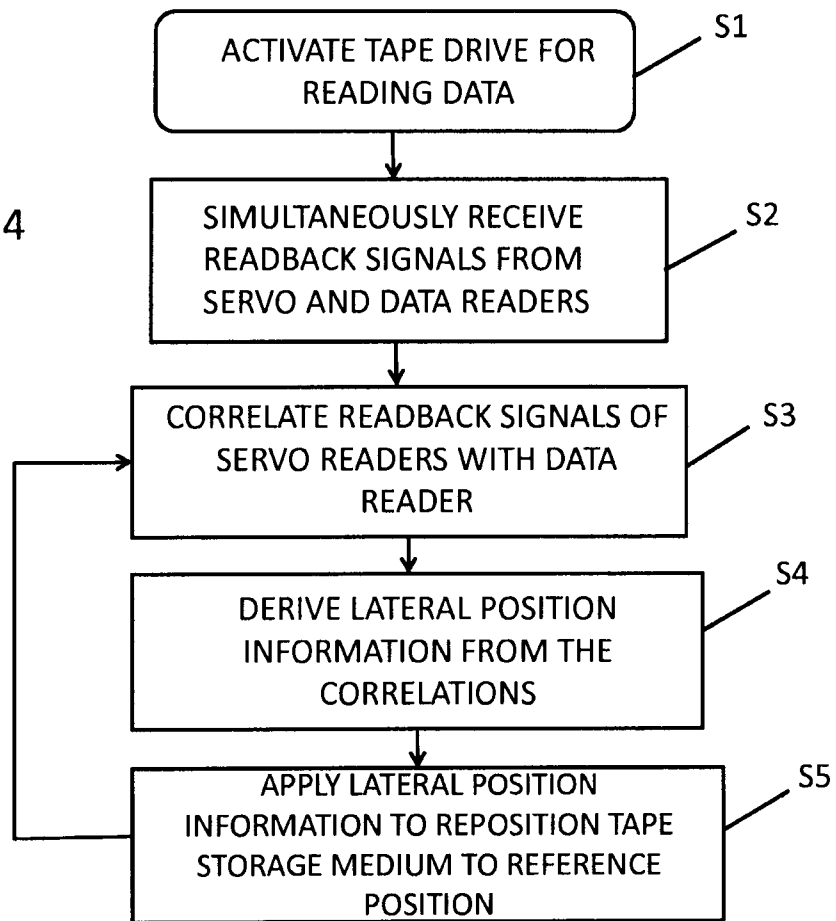 ACTIVATE TAPE DRIVE FOR
READING DATA
S1
4
SIMULTANEOUSLY RECEIVE
READBACK SIGNALS FROM
SERVO AND DATA READERS
S2
CORRELATE READBACK SIGNALS OF
SERVO READERS WITH DATA
READER
S3
DERIVE LATERAL POSITION
INFORMATION FROM THE
CORRELATIONS
S4
APPLY LATERAL POSITION
INFORMATION TO REPOSITION TAPE
STORAGE MEDIUM TO REFERENCE
POSITION
S5